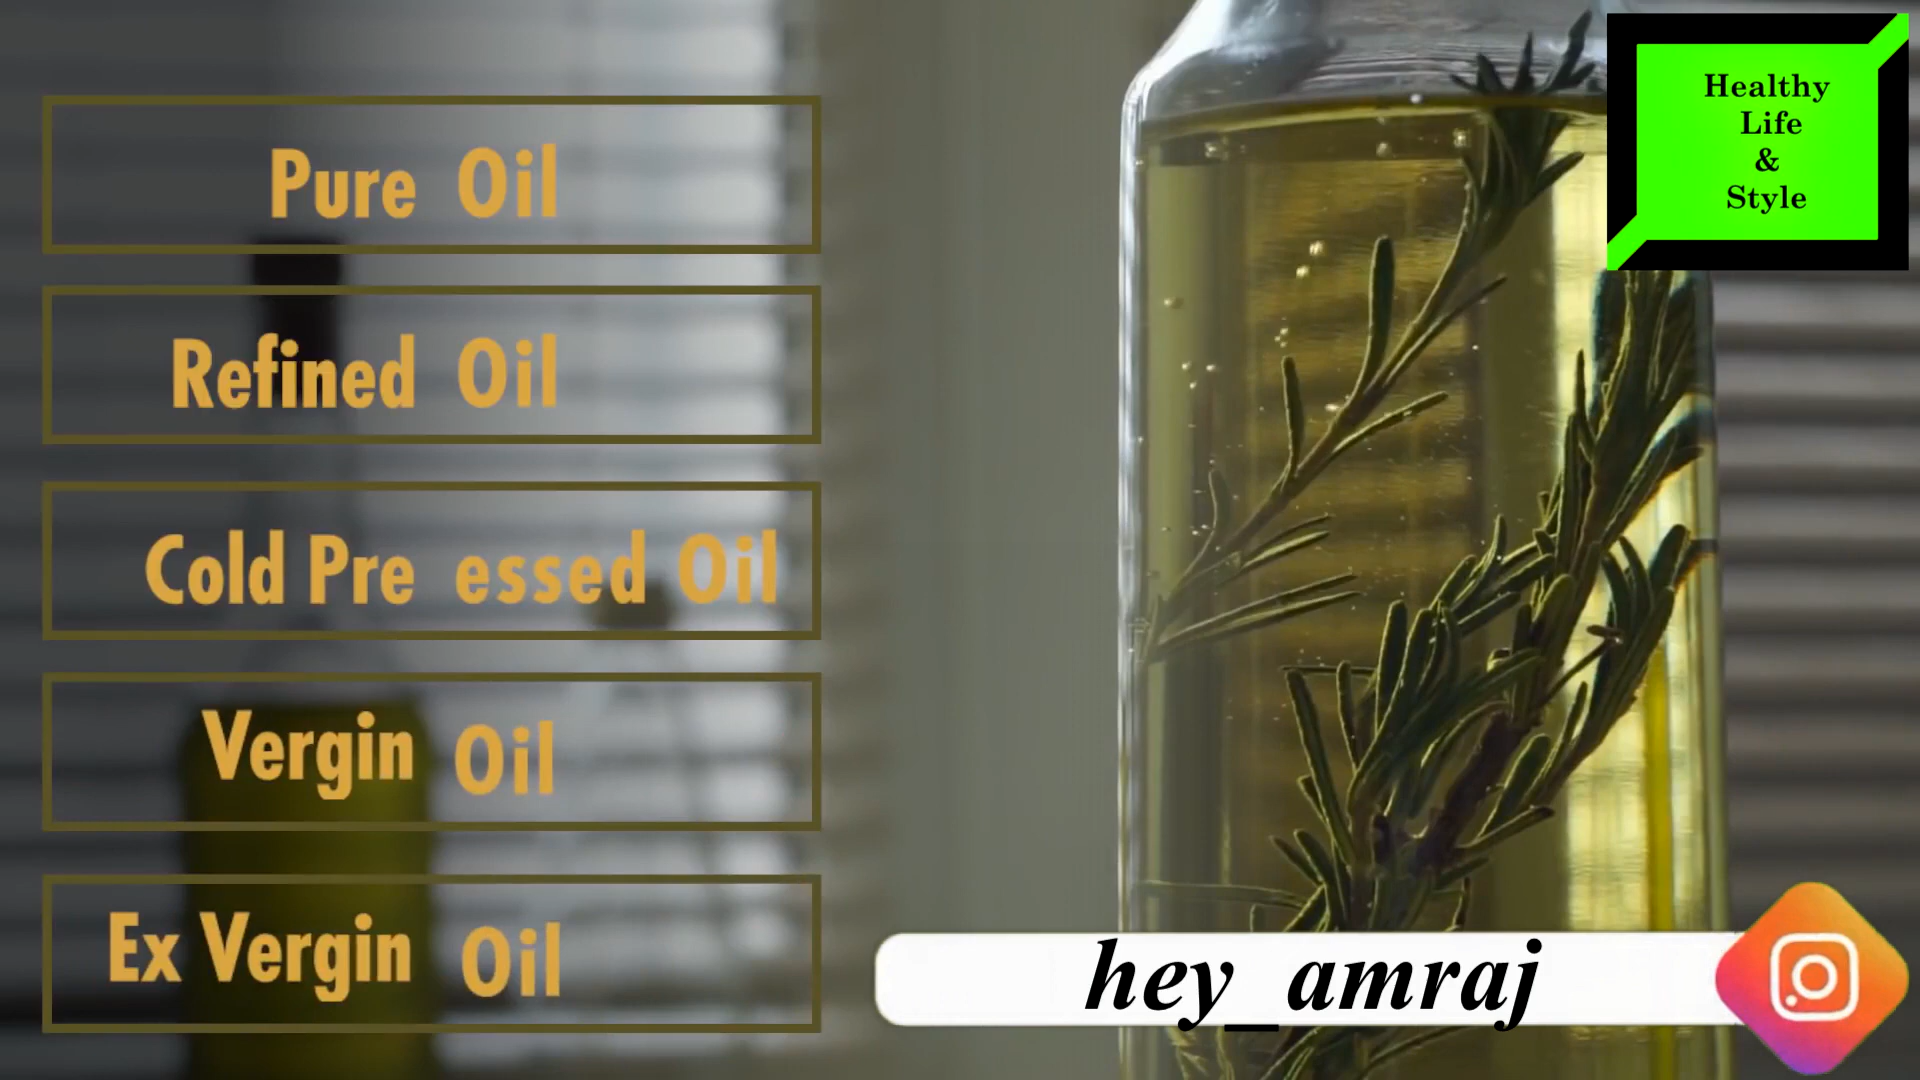 Pure Oil
Refined Oil
Cold Pre essed Oil
Vergin Oil
Ex Vergin Oil
Healthy
Life
&
Style
hey_amraj